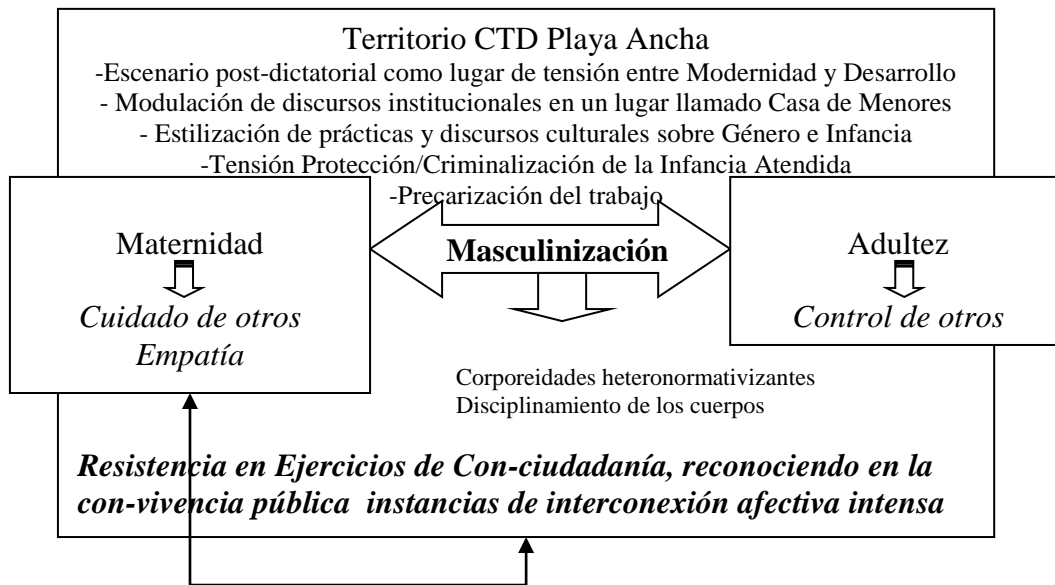 Territorio CTD Playa Ancha
-Escenario post-dictatorial como lugar de tensión entre Modernidad y Desarrollo
- Modulación de discursos institucionales en un lugar llamado Casa de Menores
- Estilización de prácticas y discursos culturales sobre Género e Infancia
-Tensión Protección/Criminalización de la Infancia Atendida
-Precarización del trabajo
Maternidad
Cuidado de otros
Empatía
Masculinización
Adultez
Control de otros
Corporeidades heteronormativizantes
Disciplinamiento de los cuerpos
Resistencia en Ejercicios de Con-ciudadanía, reconociendo en la
con-vivencia pública instancias de interconexión afectiva intensa